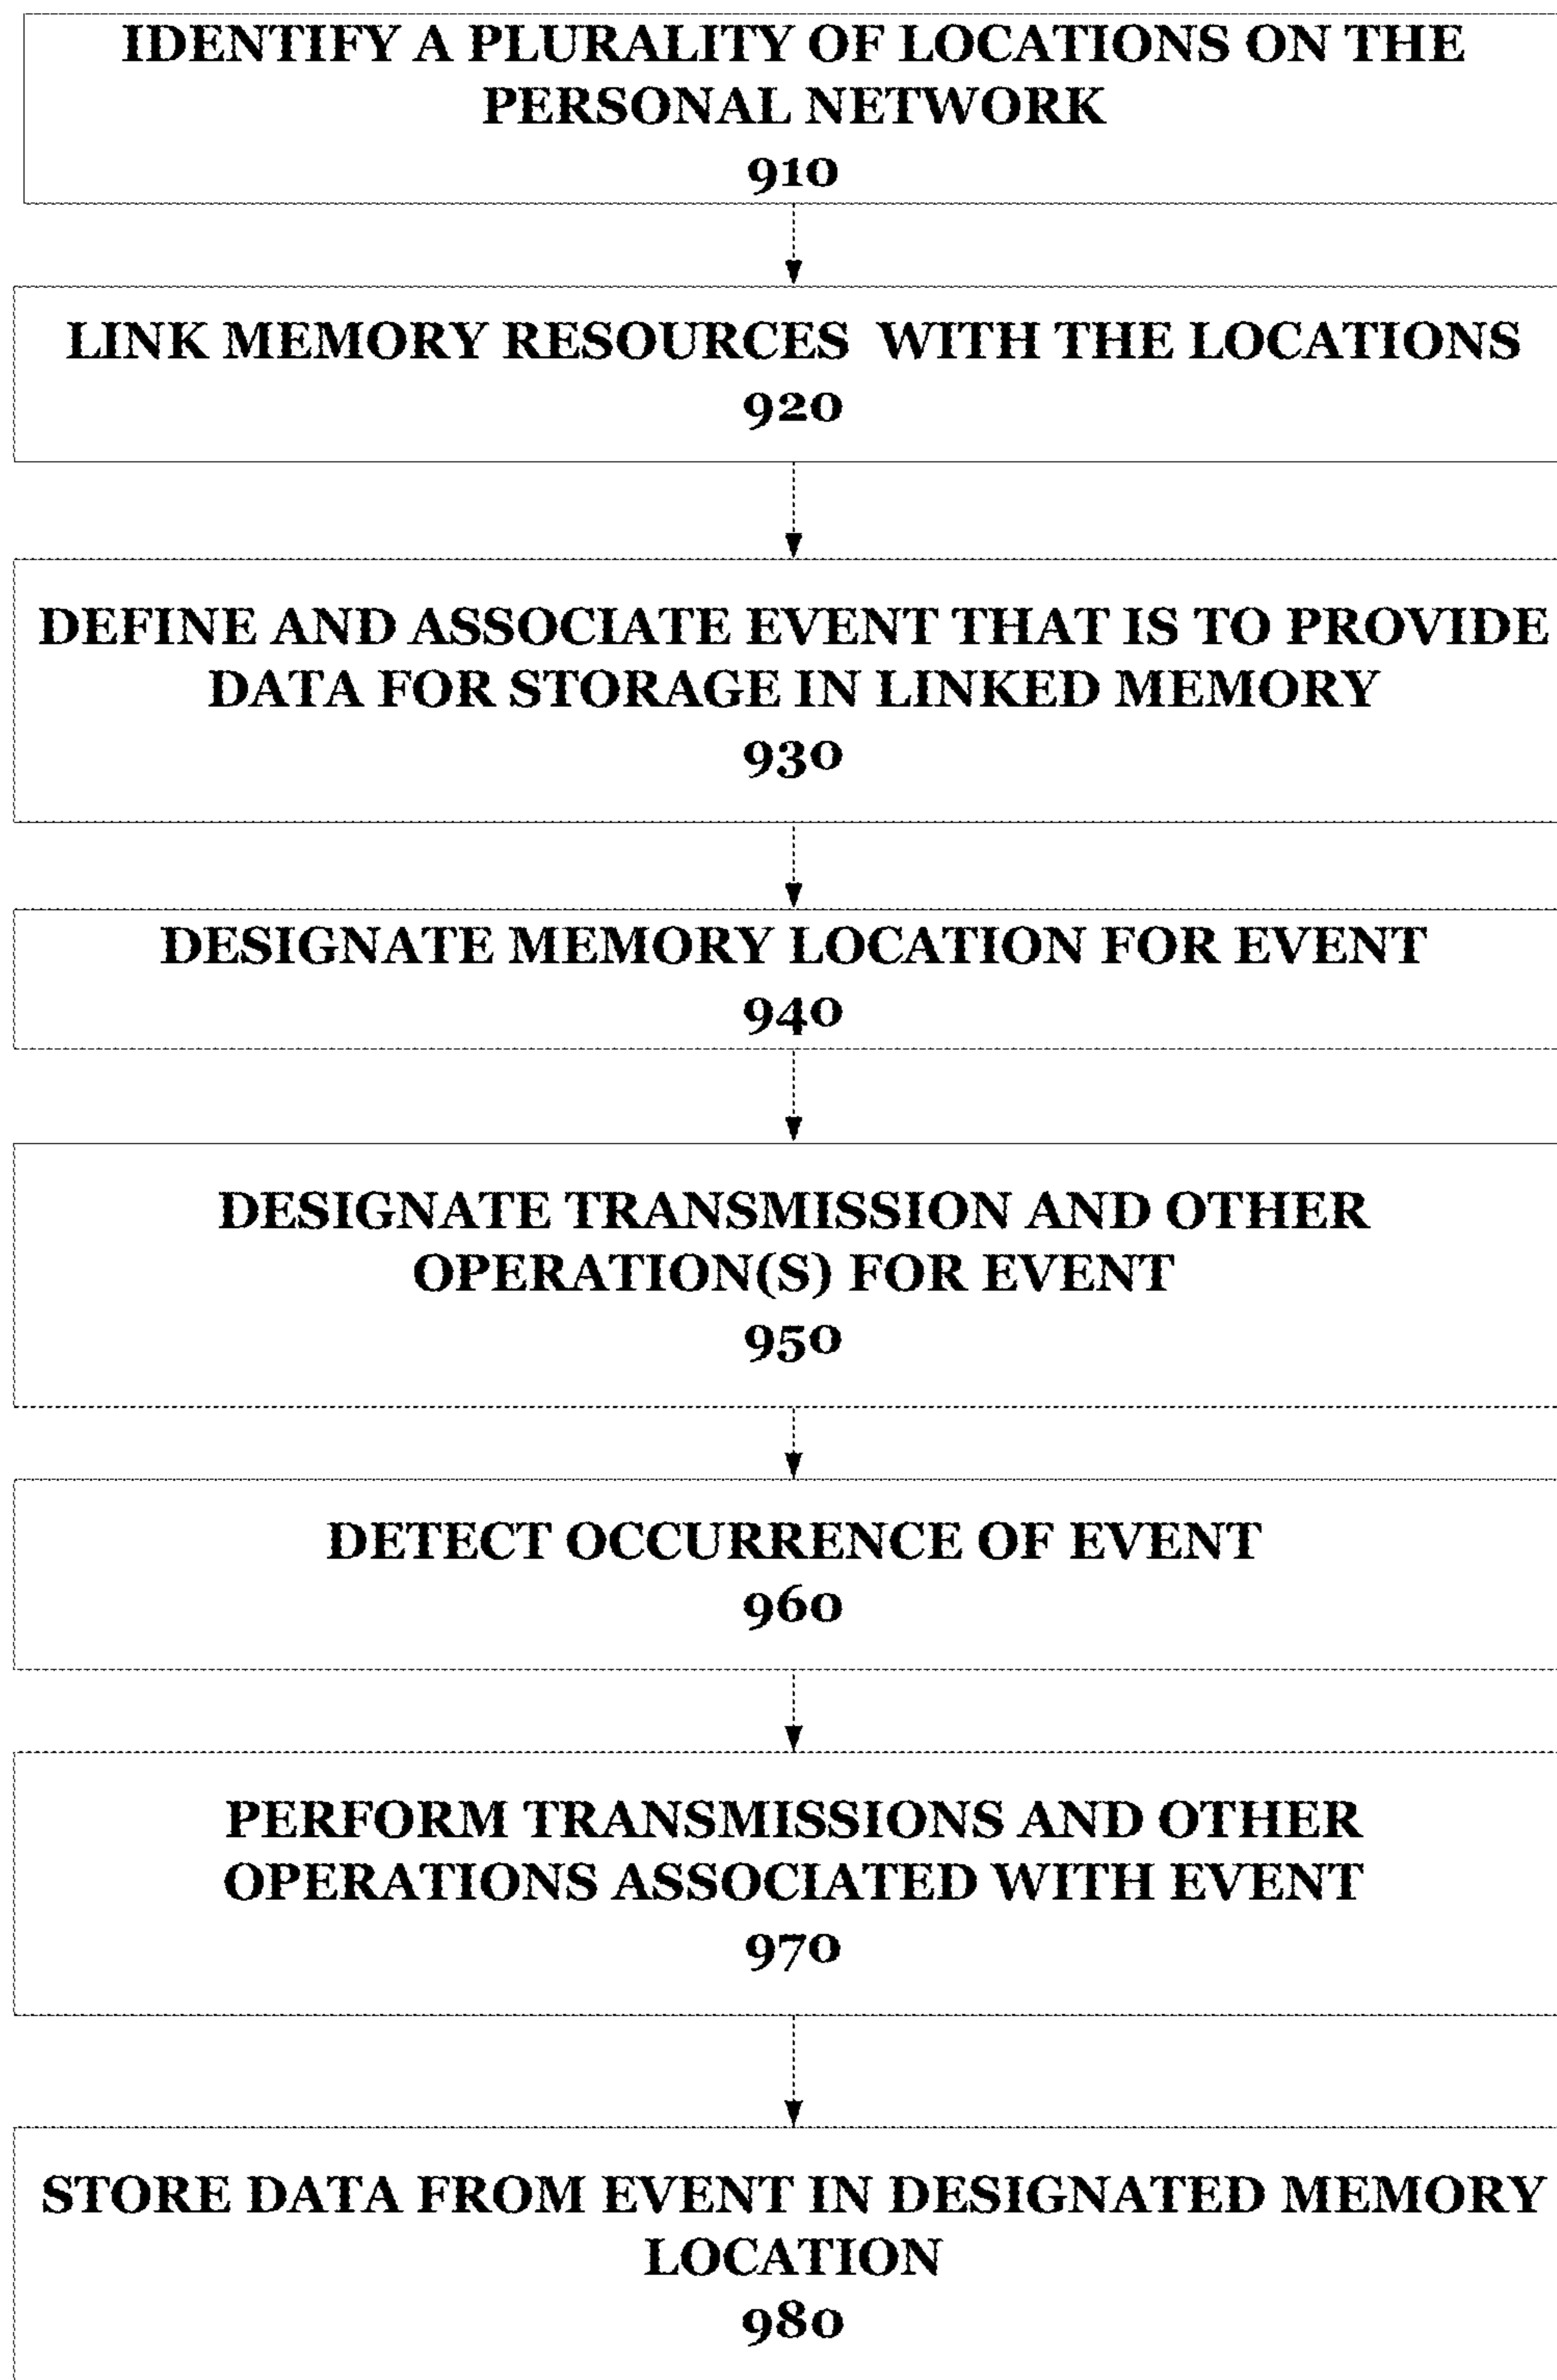 IDENTIFY A PLURALITY OF LOCATIONS ON THE
PERSONAL NETWORK
910
LINK MEMORY RESOURCES WITH THE LOCATIONS
920
DEFINE AND ASSOCIATE EVENT THAT IS TO PROVIDE
DATA FOR STORAGE IN LINKED MEMORY
930
DESIGNATE MEMORY LOCATION FOR EVENT
940
DESIGNATE TRANSMISSION AND OTHER
OPERATION(S) FOR EVENT
950
DETECT OCCURRENCE OF EVENT
960
PERFORM TRANSMISSIONS AND OTHER
OPERATIONS ASSOCIATED WITH EVENT
970
STORE DATA FROM EVENT IN DESIGNATED MEMORY
LOCATION
980